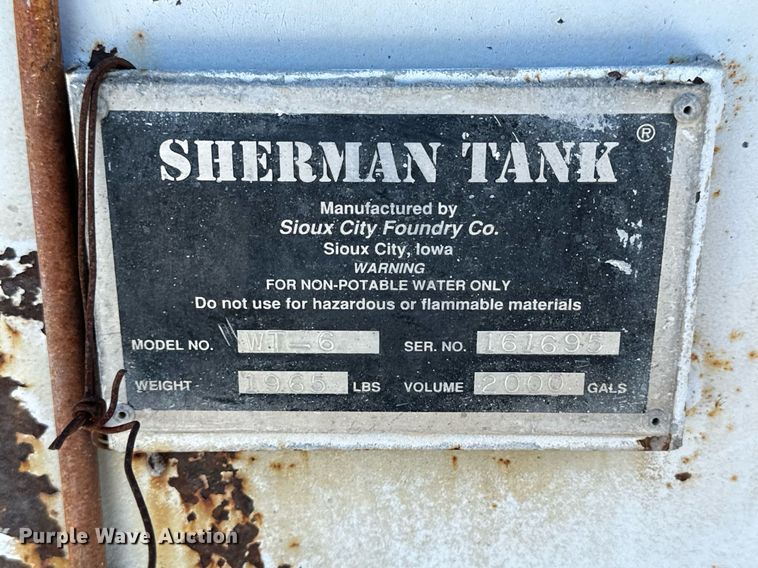 SHERMAN TANK ®
Manufactured by
Sioux City Foundry Co.
Sioux City, Iowa
WARNING
FOR NON-POTABLE WATER ONLY
Do not use for hazardous or flammable materials
MODEL NO. WT-6 SER. NO. 161695
WEIGHT 1965 LBS VOLUME 2000 GALS
Purple Wave Auction